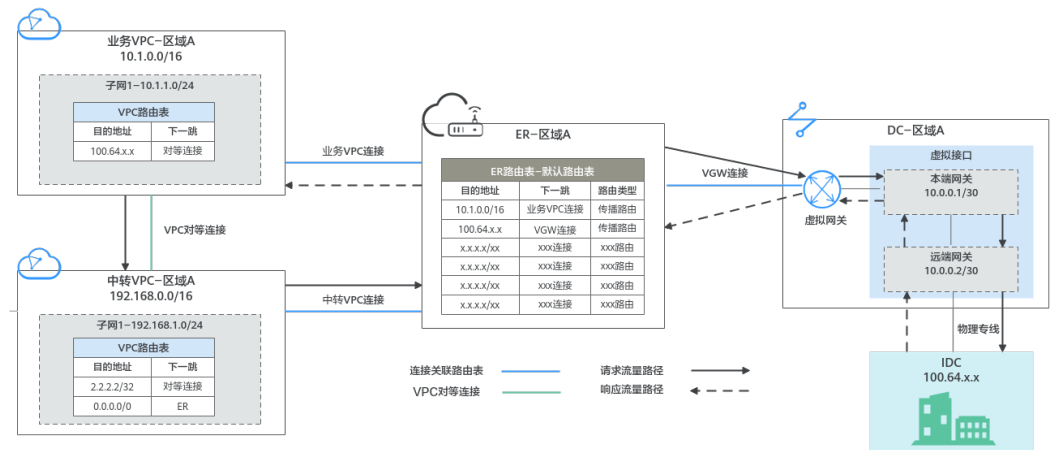 业务VPC-区域A
10.1.0.0/16
子网1-10.1.1.0/24
VPC路由表
目的地址 下一跳
100.64.x.x 对等连接
VPC对等连接
中转VPC-区域A
192.168.0.0/16
子网1-192.168.1.0/24
VPC路由表
目的地址 下一跳
2.2.2.2/32 对等连接
0.0.0.0/0 ER
业务VPC连接
中转VPC连接
ER-区域A
ER路由表-默认路由表
目的地址 下一跳 路由类型
10.1.0.0/16 业务VPC连接 传播路由
100.64.x.x VGW连接 传播路由
x.x.x.x/xx xxx连接 xxx路由
x.x.x.x/xx xxx连接 xxx路由
x.x.x.x/xx xxx连接 xxx路由
x.x.x.x/xx xxx连接 xxx路由
VGW连接
DC-区域A
虚拟网关
虚拟接口
本端网关
10.0.0.1/30
远端网关
10.0.0.2/30
物理专线
IDC
100.64.x.x
连接关联路由表
请求流量路径
VPC对等连接
响应流量路径